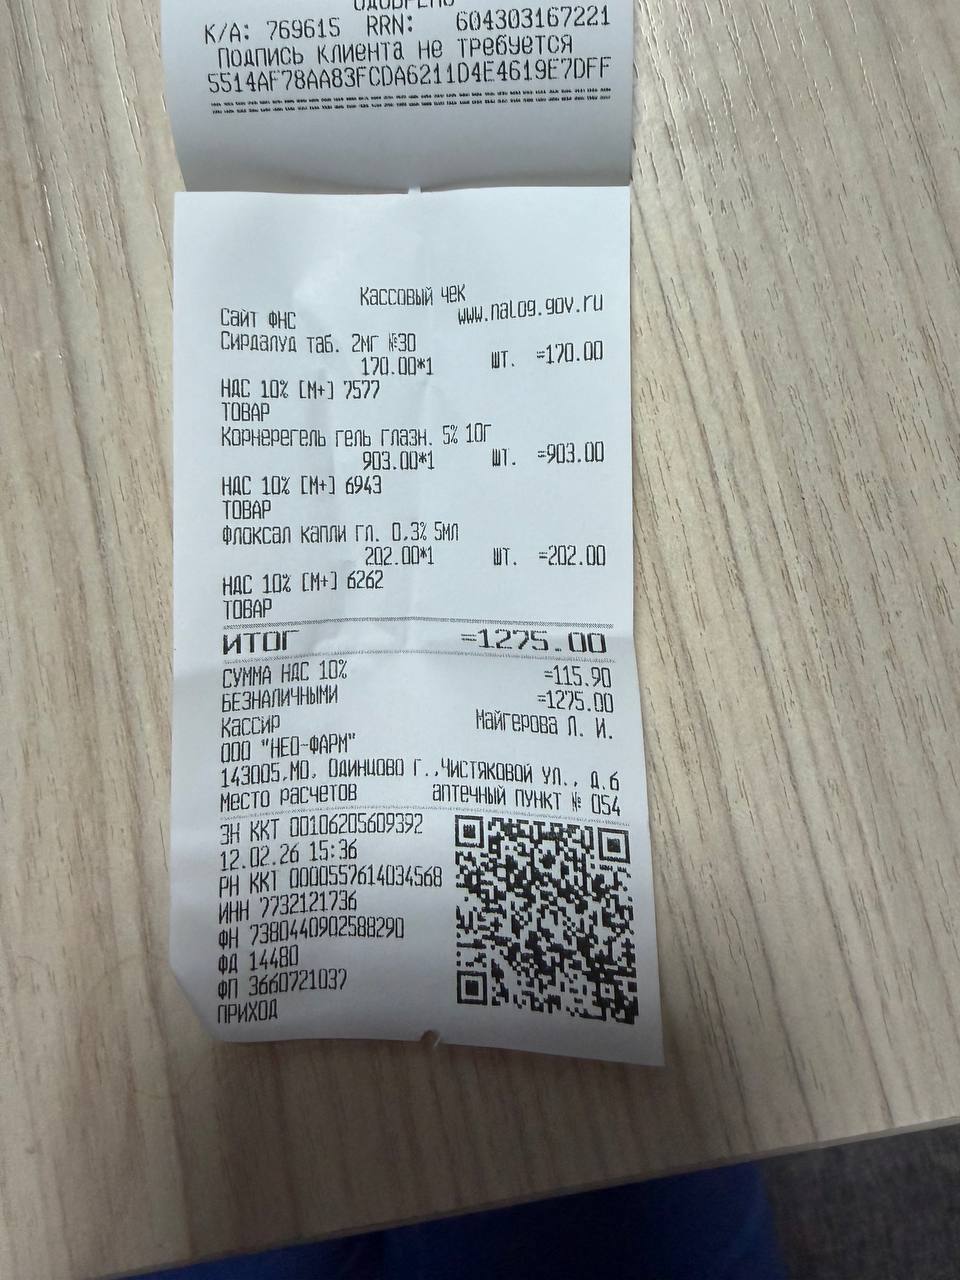 ОДОБРЕНО
К/А: 769615 RRN: 604303167221
Подпись клиента не требуется
5514AF78AA83FCDA6211D4E4619E7DFF
Кассовый чек
Сайт ФНС www.nalog.gov.ru
Сирдалуд таб. 2мг №30
170.00*1 шт. =170.00
НДС 10% [М+] 7577
ТОВАР
Корнерегель гель глазн. 5% 10г
903.00*1 шт. =903.00
НДС 10% [М+] 6943
ТОВАР
Флоксал капли гл. 0,3% 5мл
202.00*1 шт. =202.00
НДС 10% [М+] 6262
ТОВАР
ИТОГ =1275.00
СУММА НДС 10% =115.90
БЕЗНАЛИЧНЫМИ =1275.00
Кассир Майгерова Л. И.
ООО "НЕО-ФАРМ"
143005,МО, Одинцово г.,Чистяковой ул., д.6
Место расчетов аптечный пункт № 054
ЗН ККТ 00106205609392
12.02.26 15:36
РН ККТ 0000557614034568
ИНН 7732121736
ФН 7380440902588290
ФД 14480
ФП 3660721037
ПРИХОД